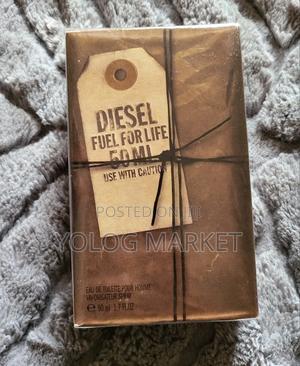 DIESEL
FUEL FOR LIFE
50 ML
USE WITH CAUTION
POSTED ON
YOLOG MARKET
EAU DE TOILETTE POUR HOMME
VAPORISATEUR SPRAY
50 ml 1.7 FL.OZ